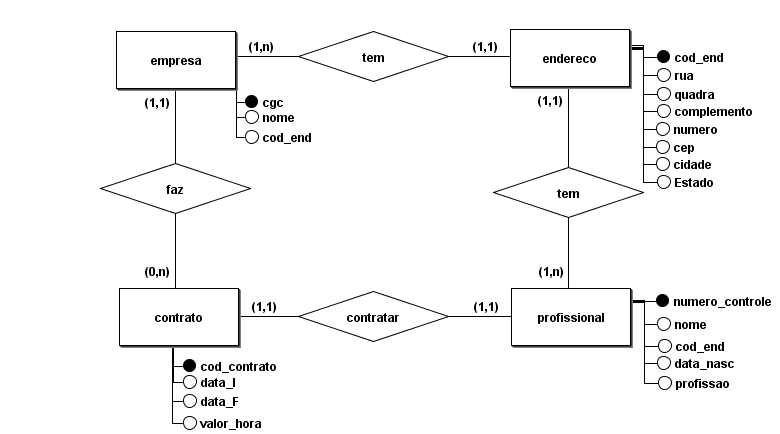 empresa
(1,n)
tem
(1,1)
endereco
cod_end
rua
quadra
complemento
numero
cep
cidade
Estado
(1,1)
cgc
nome
cod_end
(1,1)
faz
tem
(0,n)
(1,n)
contrato
(1,1)
contratar
(1,1)
profissional
numero_controle
nome
cod_end
data_nasc
profissao
cod_contrato
data_I
data_F
valor_hora